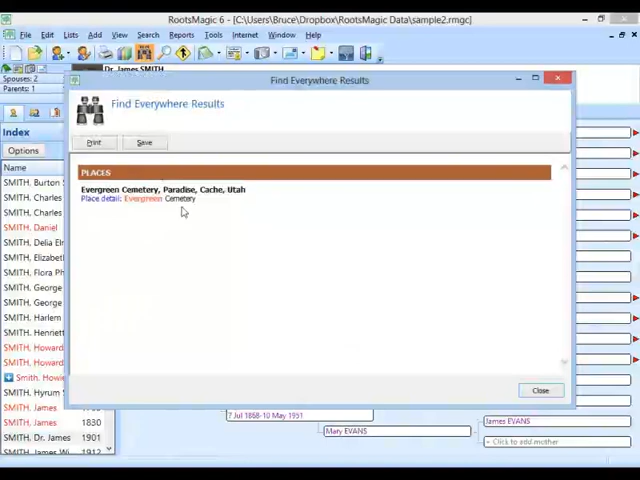 RootsMagic 6 - [C:\Users\Bruce\Dropbox\RootsMagic Data\sample2.rmgc]
File Edit Lists Add View Search Reports Tools Internet Window Help
Dr. James SMITH
Spouses: 2
Parents: 1
Find Everywhere Results
Find Everywhere Results
Print Save
Index
Options
Name
PLACES
Evergreen Cemetery, Paradise, Cache, Utah
Place detail: Evergreen Cemetery
SMITH, Burton
SMITH, Charles
SMITH, Charles
SMITH, Daniel
SMITH, Delia
SMITH, Elizabet
SMITH, Flora
SMITH, George
SMITH, George
SMITH, Harlem
SMITH, Henriett
SMITH, Howard
SMITH, Howard
Smith, Howi
SMITH, Hyrum
SMITH, James
SMITH, James 1830
SMITH, Dr. James 1901
SMITH, James 1912
Close
7 Jul 1868-10 May 1951
Mary EVANS
James EVANS
+ Click to add mother